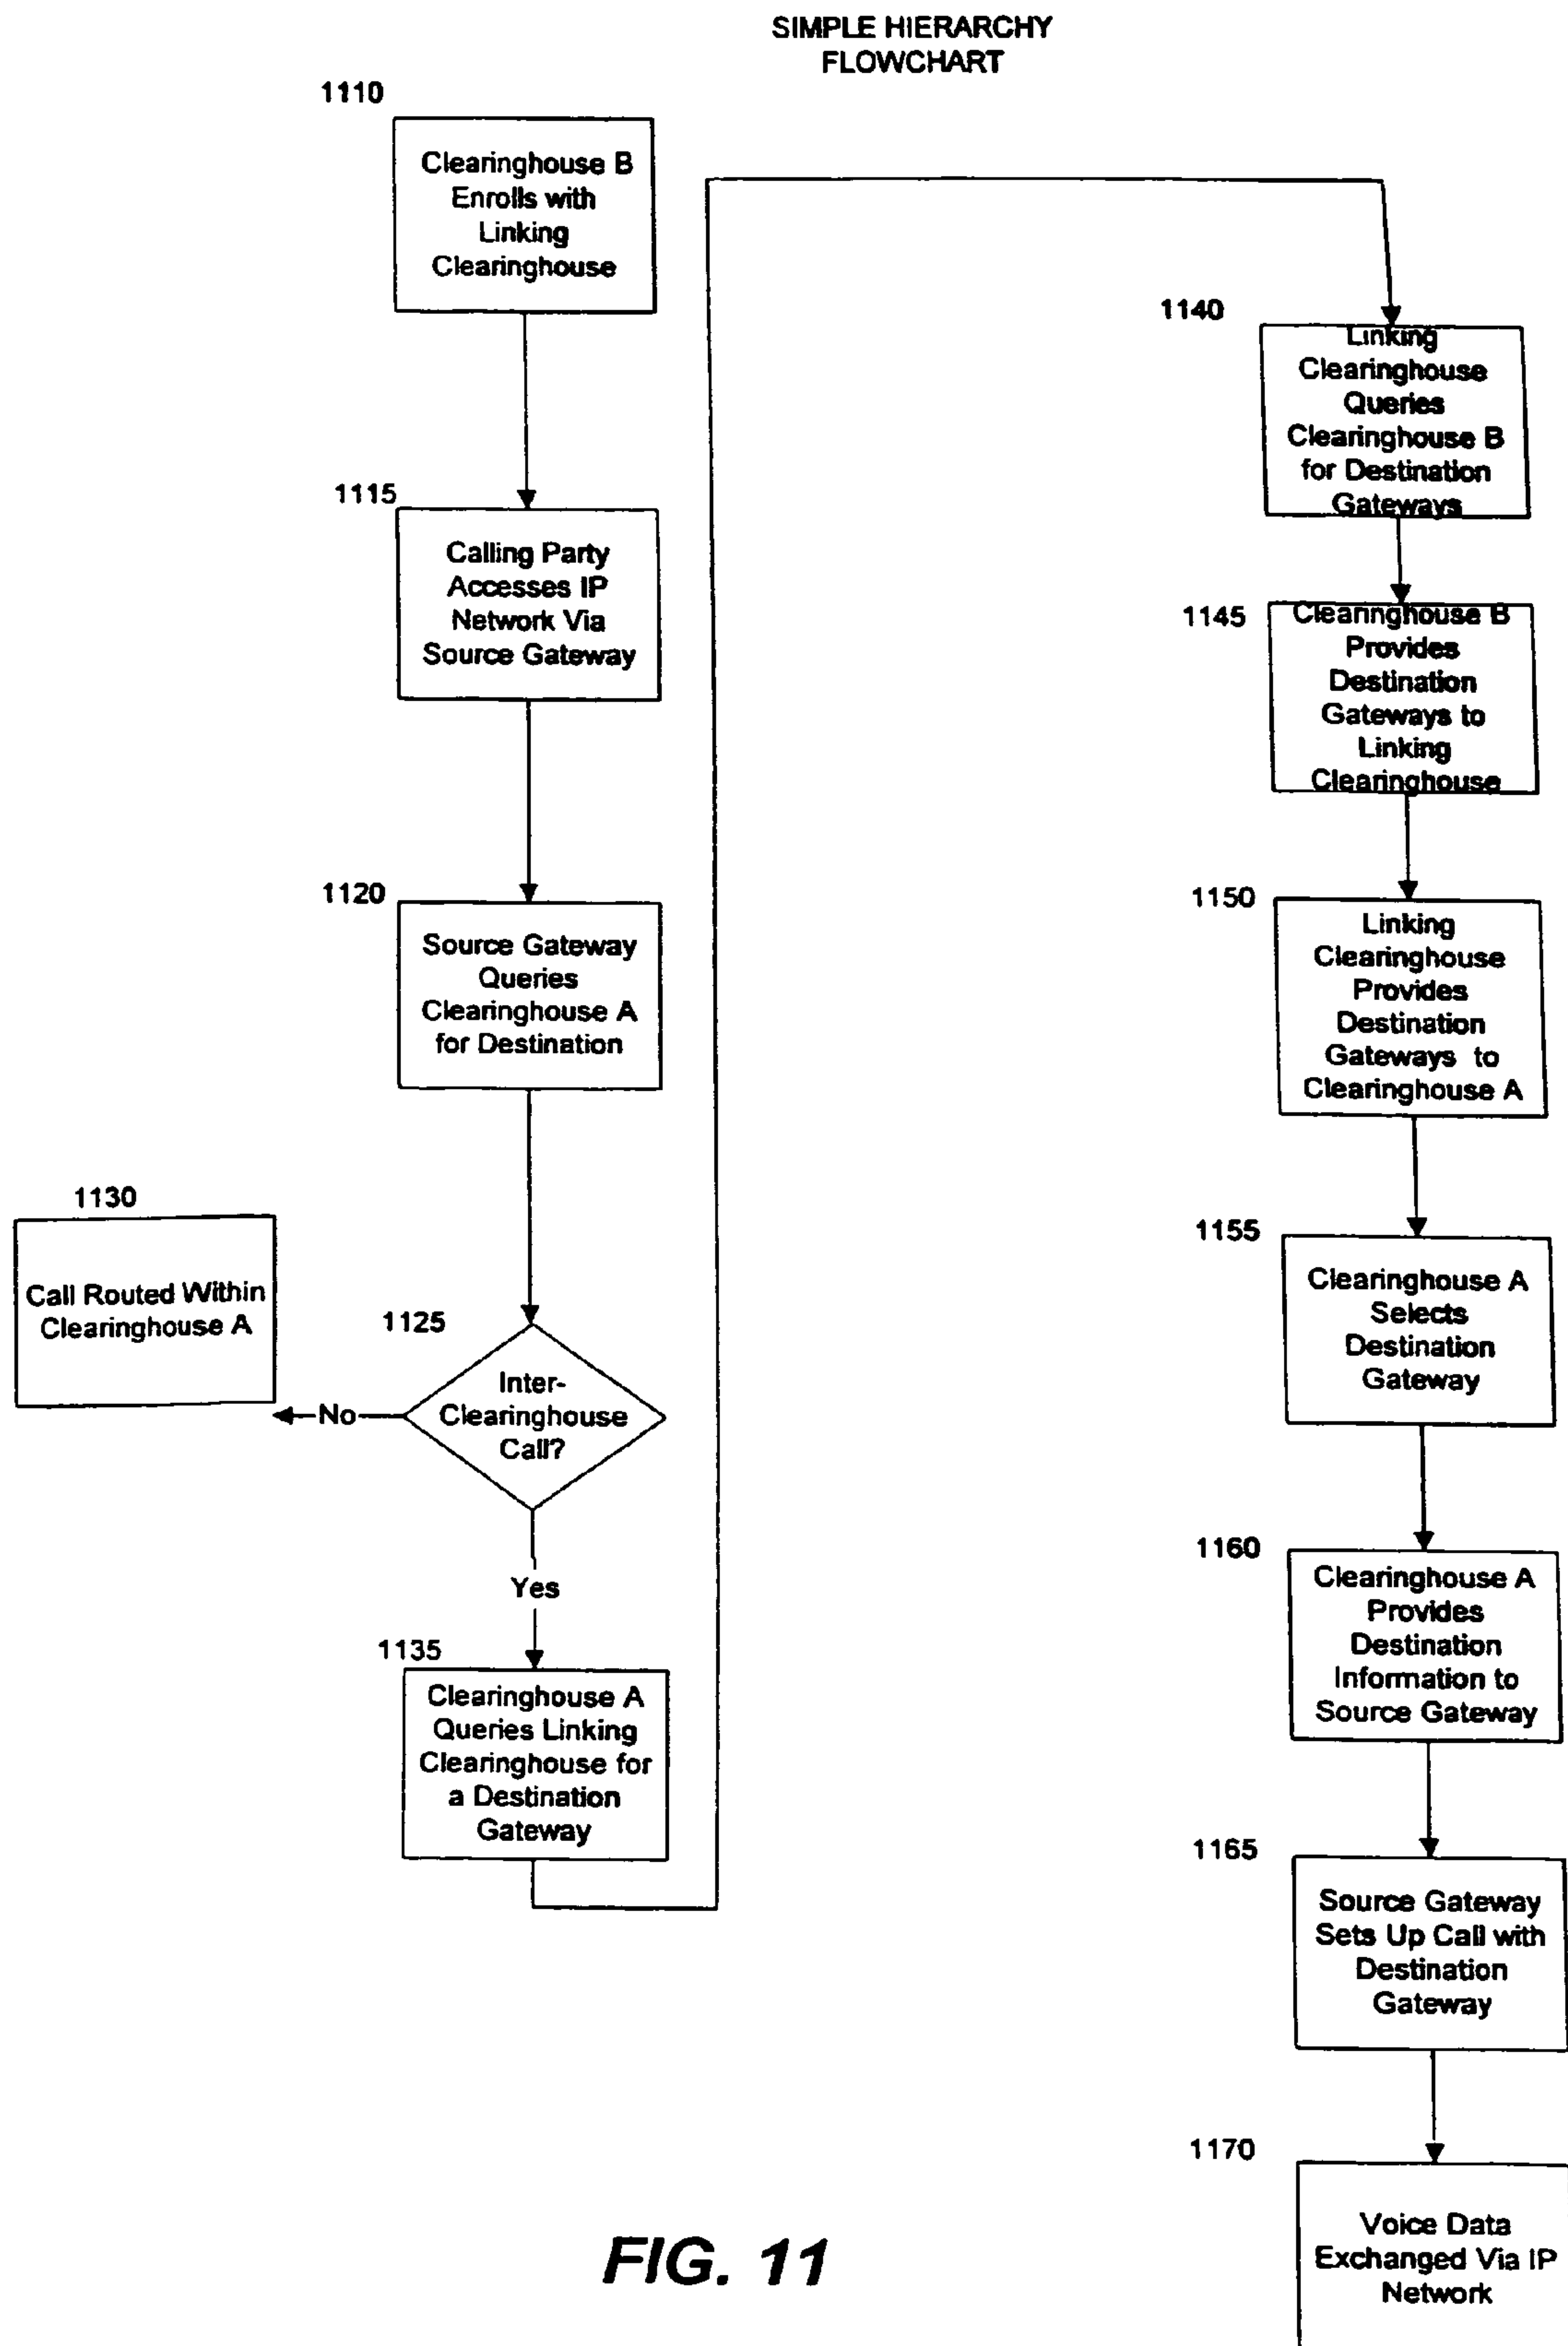 SIMPLE HIERARCHY
FLOWCHART
1110
Clearinghouse B
Enrolls with
Linking
Clearinghouse
1115
Calling Party
Accesses IP
Network Via
Source Gateway
1120
Source Gateway
Queries
Clearinghouse A
for Destination
1125
Inter-
Clearinghouse
Call?
No
1130
Call Routed Within
Clearinghouse A
Yes
1135
Clearinghouse A
Queries Linking
Clearinghouse for
a Destination
Gateway
1140
Linking
Clearinghouse
Queries
Clearinghouse B
for Destination
Gateways
1145
Clearinghouse B
Provides
Destination
Gateways to
Linking
Clearinghouse
1150
Linking
Clearinghouse
Provides
Destination
Gateways to
Clearinghouse A
1155
Clearinghouse A
Selects
Destination
Gateway
1160
Clearinghouse A
Provides
Destination
Information to
Source Gateway
1165
Source Gateway
Sets Up Call with
Destination
Gateway
1170
Voice Data
Exchanged Via IP
Network
FIG. 11